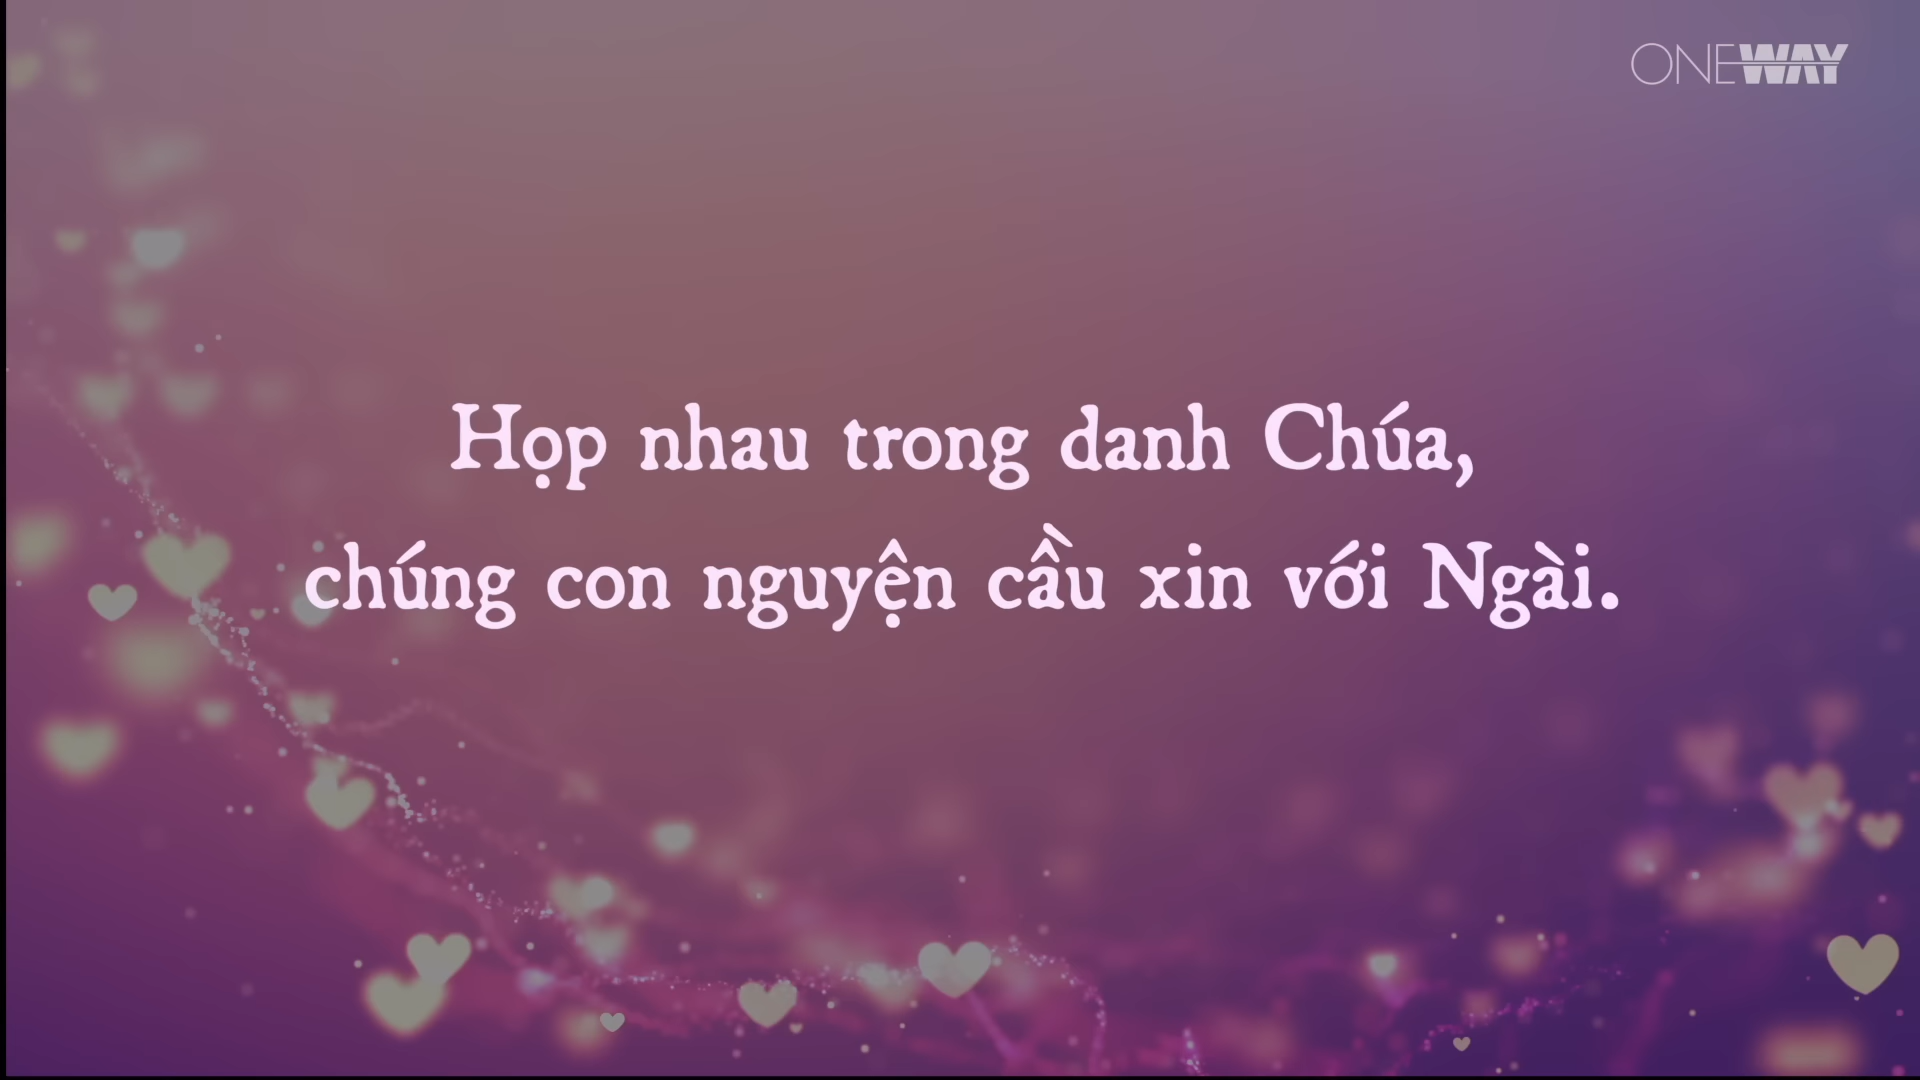 ONEWAY
Họp nhau trong danh Chúa,
chúng con nguyện cầu xin với Ngài.